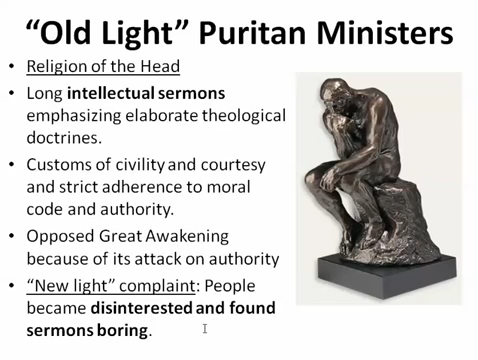 “Old Light” Puritan Ministers
• Religion of the Head
• Long intellectual sermons
emphasizing elaborate theological
doctrines.
• Customs of civility and courtesy
and strict adherence to moral
code and authority.
• Opposed Great Awakening
because of its attack on authority
• “New light” complaint: People
became disinterested and found
sermons boring.